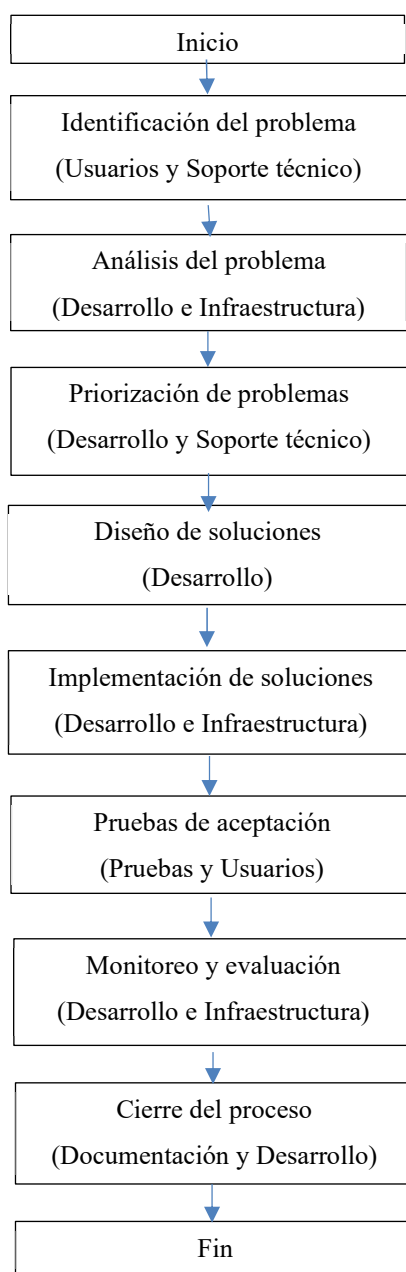 Inicio
Identificación del problema
(Usuarios y Soporte técnico)
Análisis del problema
(Desarrollo e Infraestructura)
Priorización de problemas
(Desarrollo y Soporte técnico)
Diseño de soluciones
(Desarrollo)
Implementación de soluciones
(Desarrollo e Infraestructura)
Pruebas de aceptación
(Pruebas y Usuarios)
Monitoreo y evaluación
(Desarrollo e Infraestructura)
Cierre del proceso
(Documentación y Desarrollo)
Fin